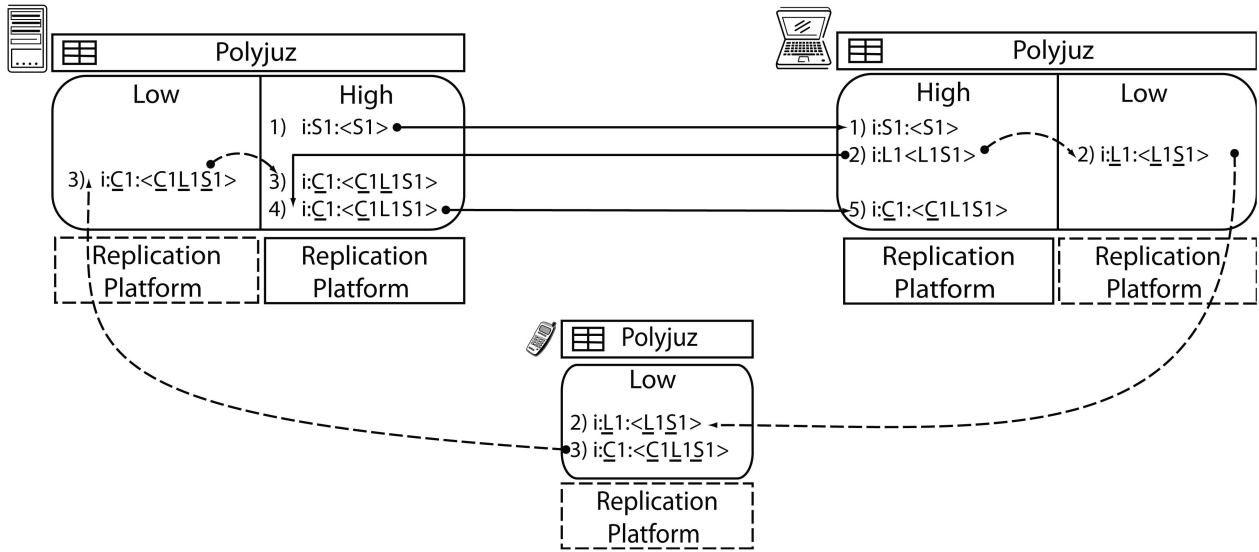 Polyjuz
Low
High
1) i:S1:<S1>
3) i:C1:<C1L1S1>
3) i:C1:<C1L1S1>
4) i:C1:<C1L1S1>
Replication
Platform
Replication
Platform
Polyjuz
High
Low
1) i:S1:<S1>
2) i:L1<L1S1>
2) i:L1:<L1S1>
5) i:C1:<C1L1S1>
Replication
Platform
Replication
Platform
Polyjuz
Low
2) i:L1:<L1S1>
3) i:C1:<C1L1S1>
Replication
Platform